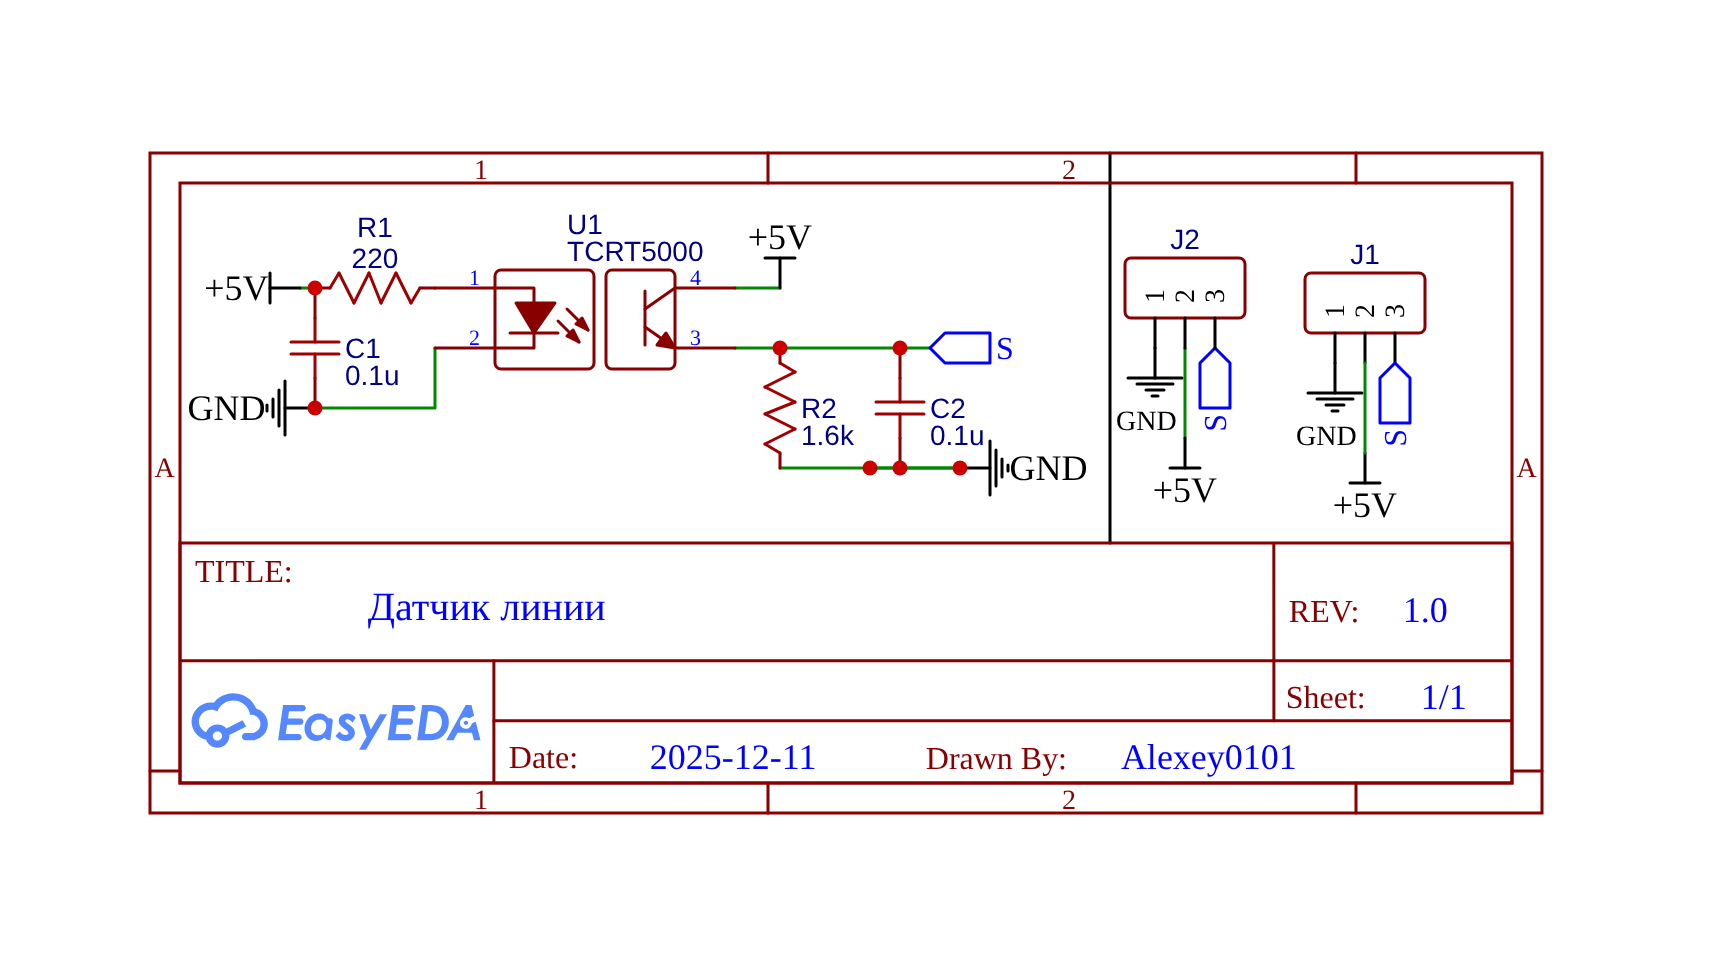 1 2
R1
220
U1
TCRT5000
+5V
+5V
1
4
2
3
C1
0.1u
GND
S
R2
1.6k
C2
0.1u
GND
J2
1 2 3
GND
S
+5V
J1
1 2 3
GND
S
+5V
A
A
TITLE:
Датчик линии
REV: 1.0
EasyEDA
Sheet: 1/1
Date: 2025-12-11 Drawn By: Alexey0101
1 2